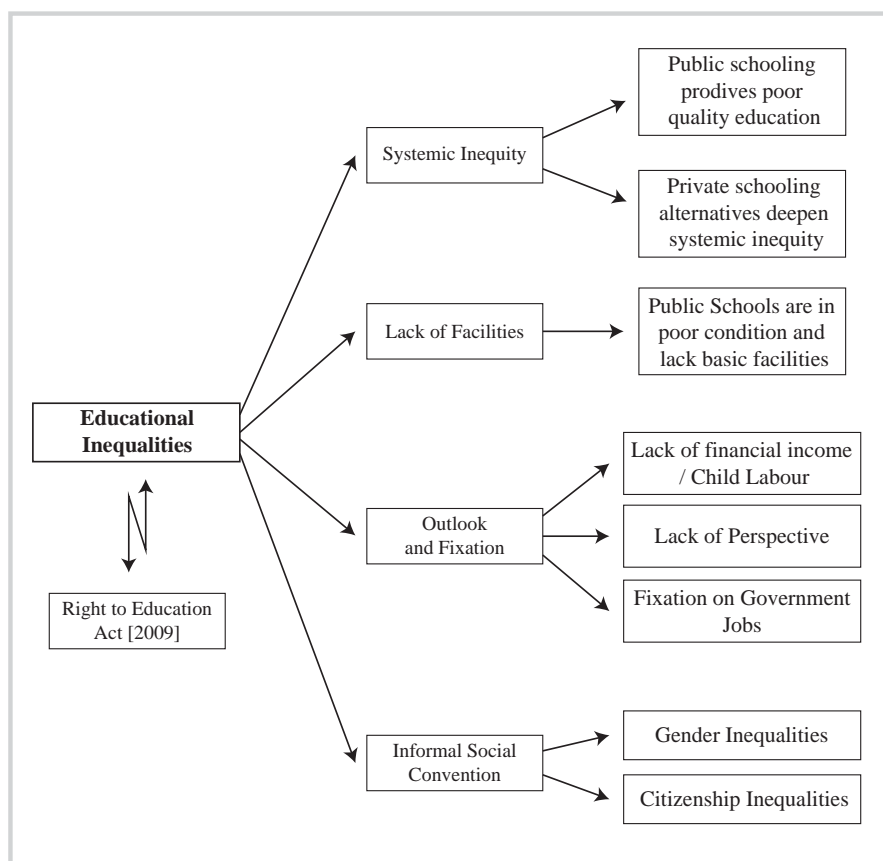 Public schooling
prodives poor
quality education
Systemic Inequity
Private schooling
alternatives deepen
systemic inequity
Lack of Facilities
Public Schools are in
poor condition and
lack basic facilities
Educational
Inequalities
Right to Education
Act [2009]
Outlook
and Fixation
Lack of financial income
/ Child Labour
Lack of Perspective
Fixation on Government
Jobs
Informal Social
Convention
Gender Inequalities
Citizenship Inequalities